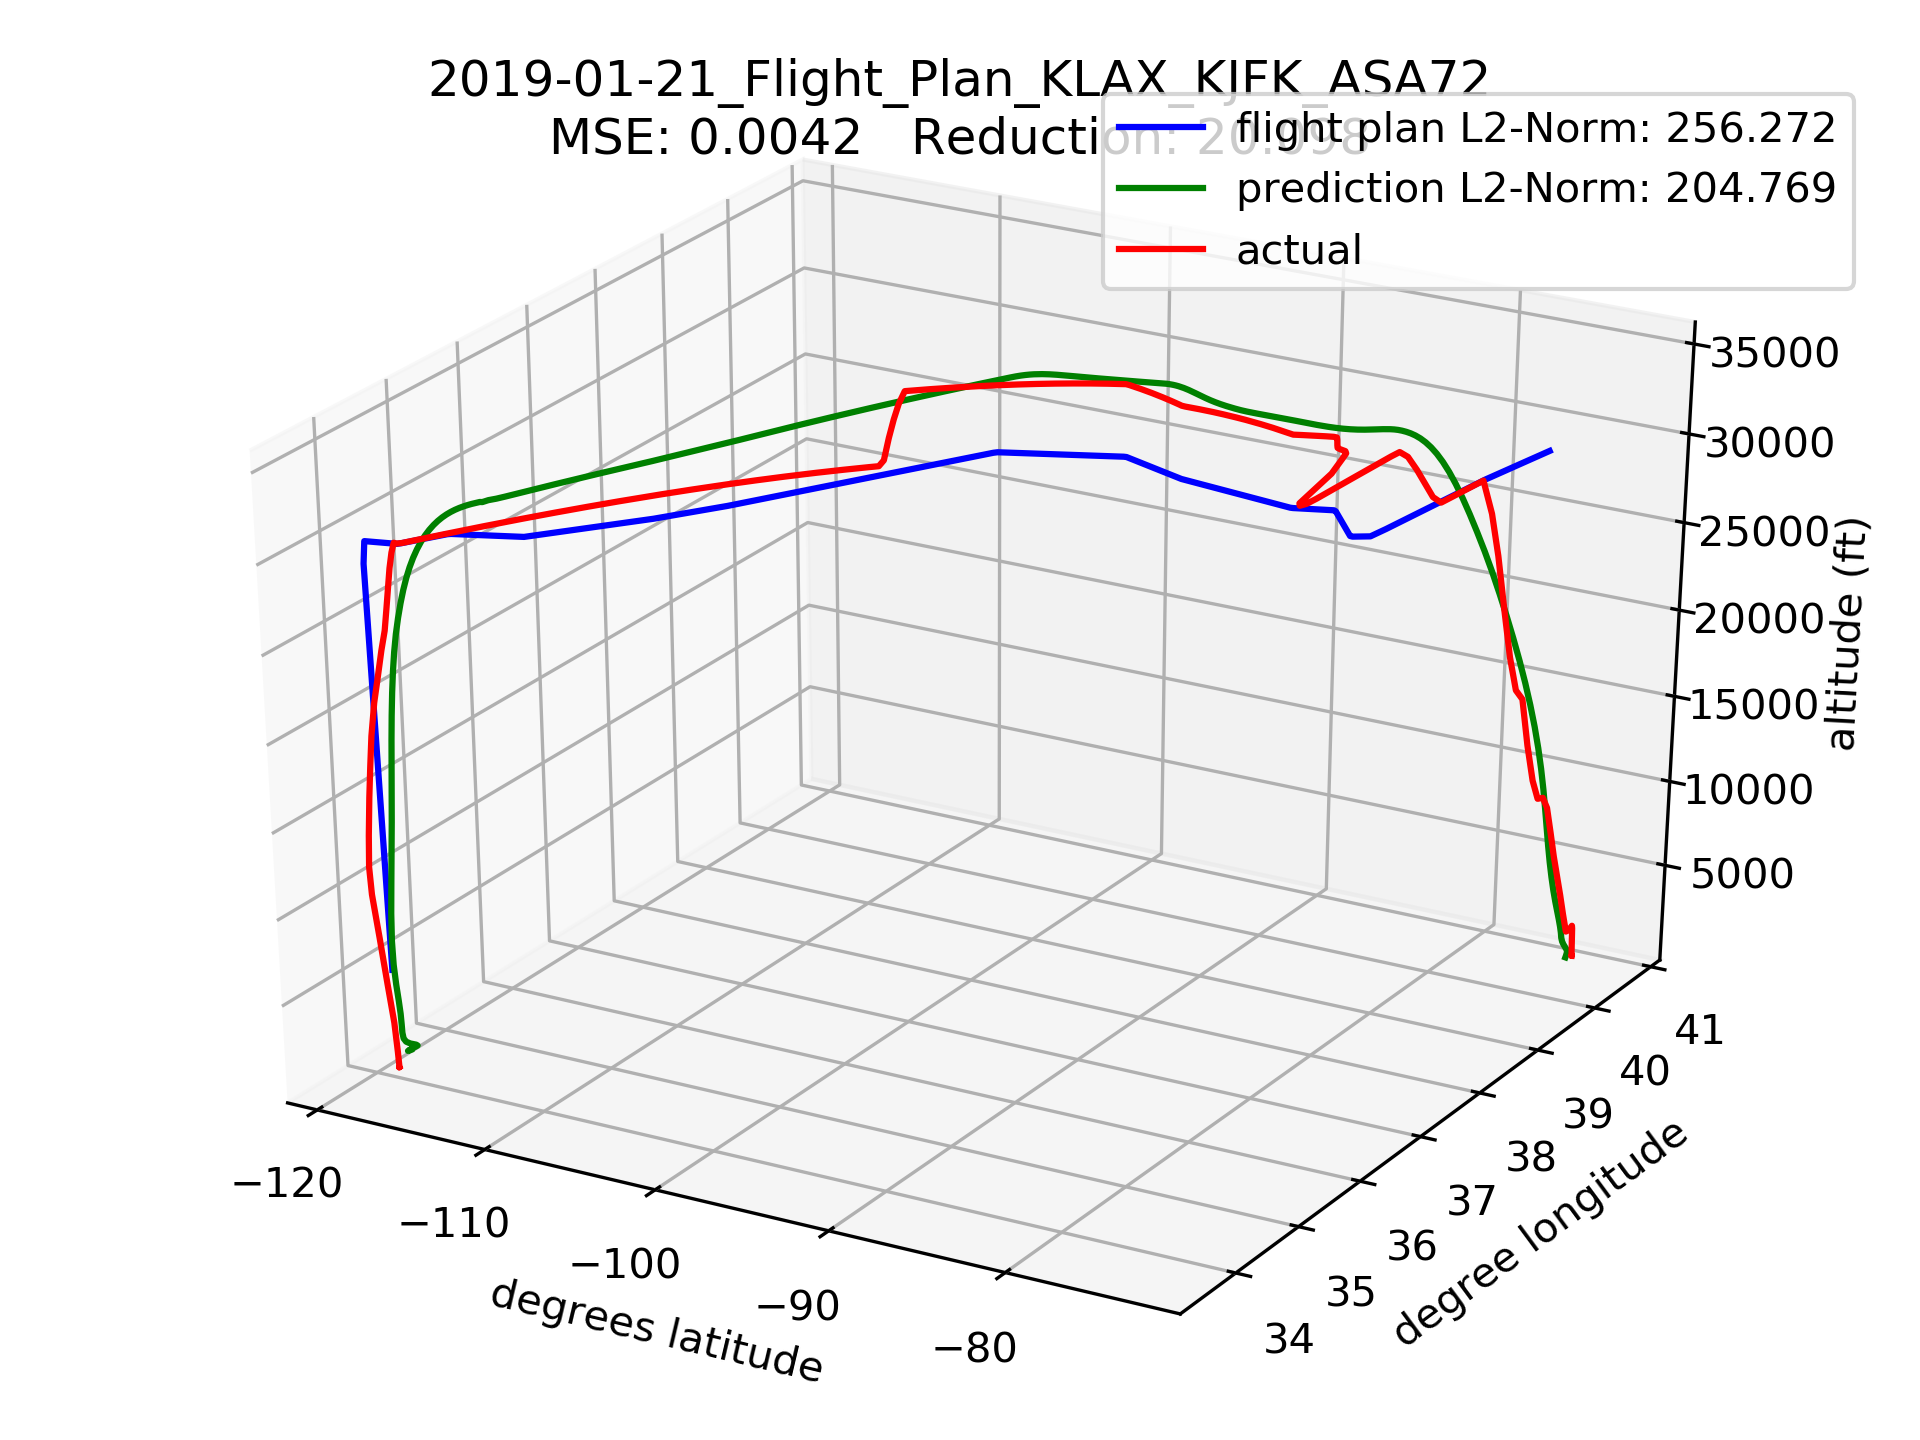 2019-01-21_Flight_Plan_KLAX_KJFK_ASA72
MSE: 0.0042 Reduction: 20.098
flight plan L2-Norm: 256.272
prediction L2-Norm: 204.769
actual
35000
30000
25000
20000
15000
10000
5000
altitude (ft)
−120
−110
−100
−90
−80
degrees latitude
34
35
36
37
38
39
40
41
degree longitude